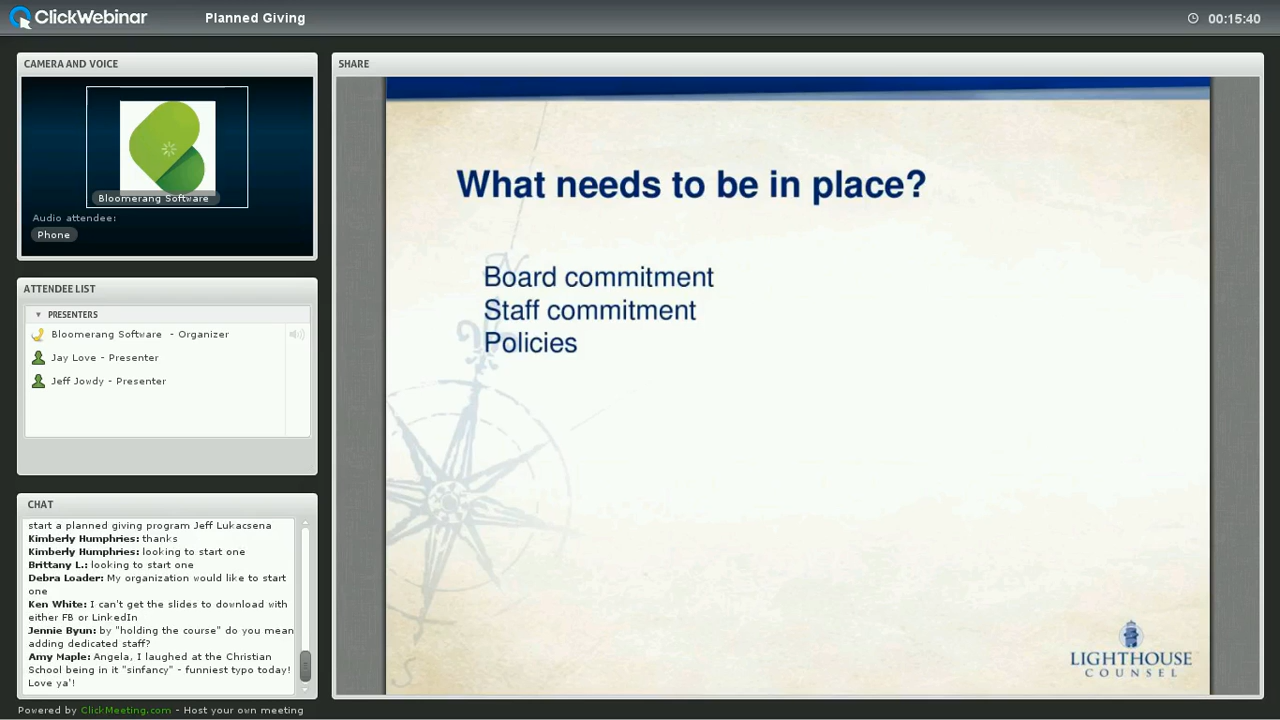 ClickWebinar
Planned Giving
00:15:40
CAMERA AND VOICE
Bloomerang Software
Audio attendee:
Phone
ATTENDEE LIST
PRESENTERS
Bloomerang Software - Organizer
Jay Love - Presenter
Jeff Jowdy - Presenter
CHAT
start a planned giving program Jeff Lukacsena
Kimberly Humphries: thanks
Kimberly Humphries: looking to start one
Brittany L.: looking to start one
Debra Loader: My organization would like to start
one
Ken White: I can't get the slides to download with
either FB or LinkedIn
Jennie Byun: by "holding the course" do you mean
adding dedicated staff?
Amy Maple: Angela, I laughed at the Christian
School being in it "sinfancy" - funniest typo today!
Love ya'!
Powered by ClickMeeting.com - Host your own meeting
SHARE
What needs to be in place?
Board commitment
Staff commitment
Policies
N
S
LIGHTHOUSE
COUNSEL